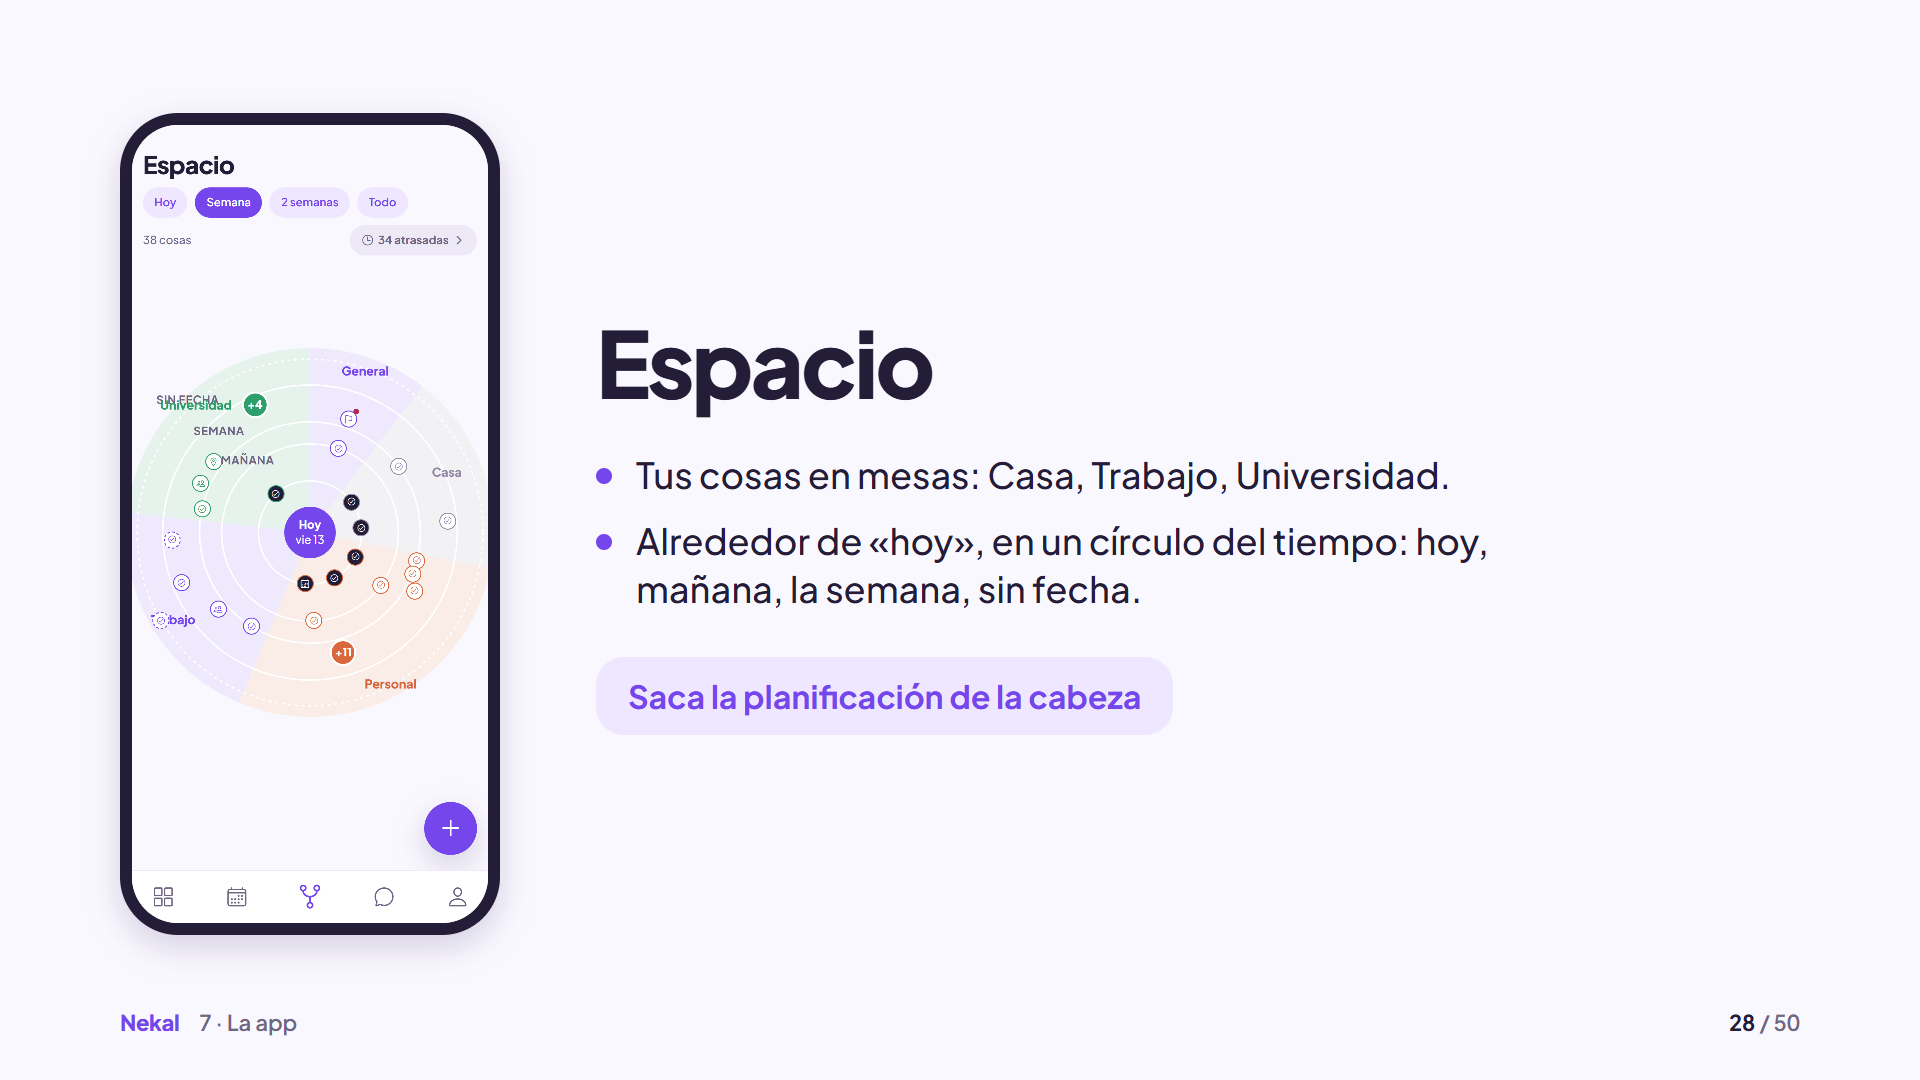 Espacio
Hoy
Semana
2 semanas
Todo
38 cosas
34 atrasadas
General
SIN FECHA
Universidad
+4
SEMANA
MAÑANA
Casa
Hoy
vie 13
bajo
+11
Personal
Espacio
Tus cosas en mesas: Casa, Trabajo, Universidad.
Alrededor de «hoy», en un círculo del tiempo: hoy,
mañana, la semana, sin fecha.
Saca la planificación de la cabeza
Nekal
7 · La app
28 / 50